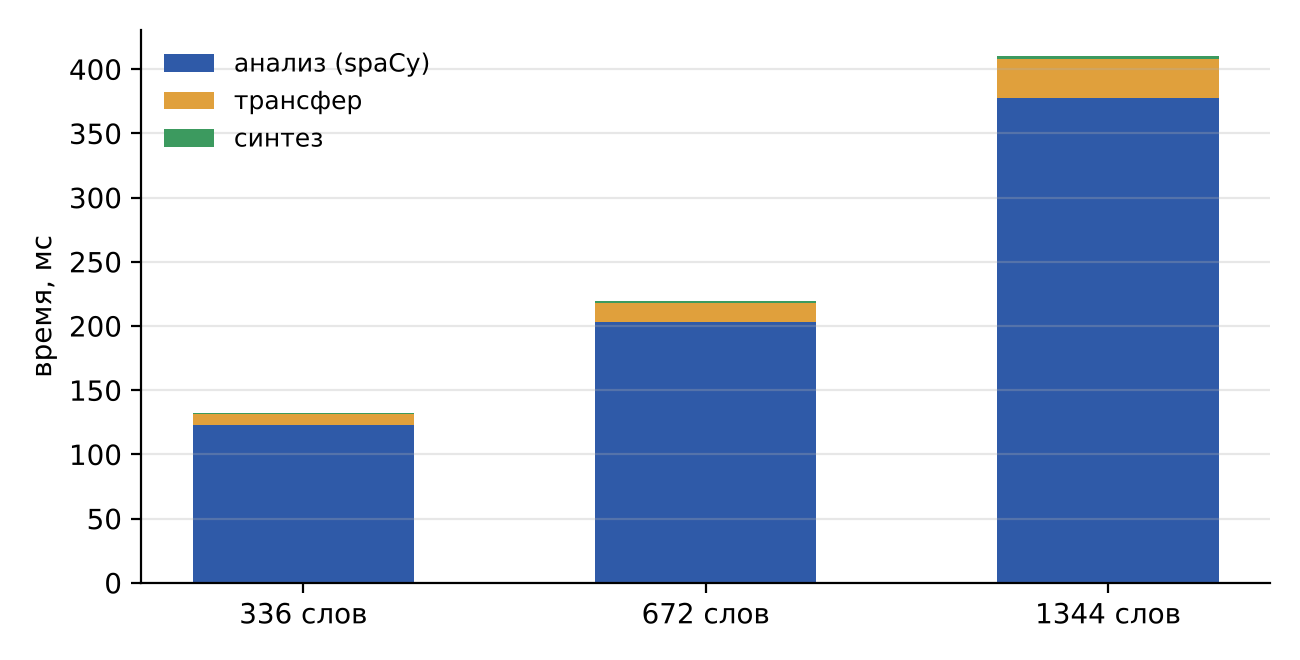 анализ (spaCy)
трансфер
синтез
время, мс
400
350
300
250
200
150
100
50
0
336 слов
672 слов
1344 слов